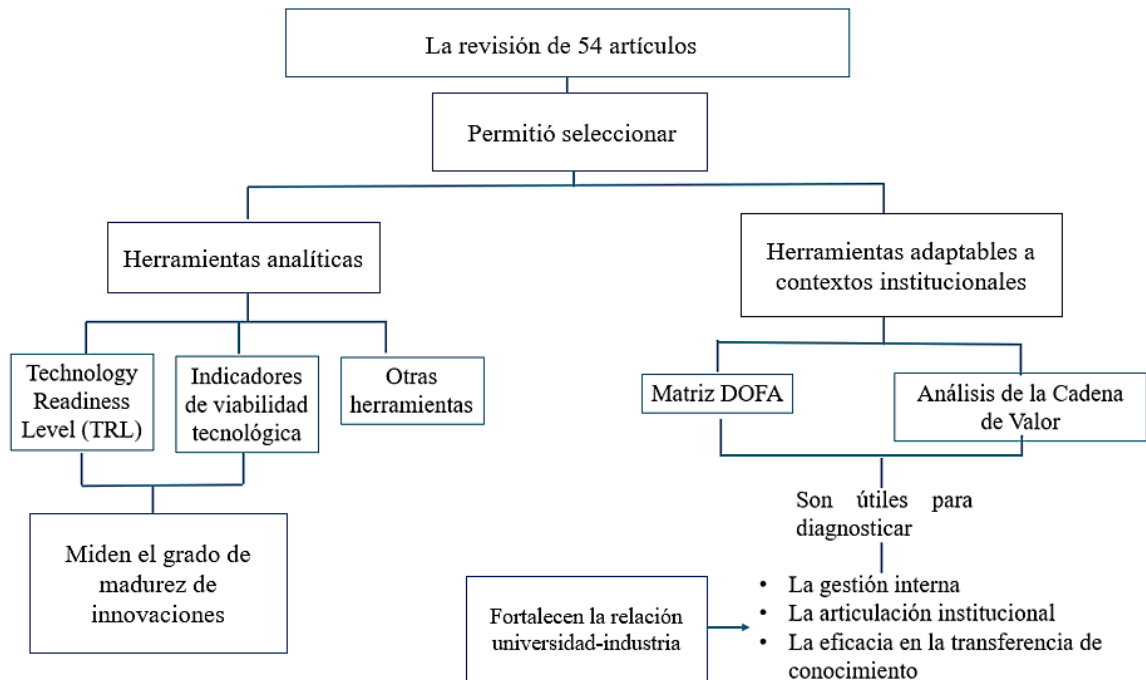 La revisión de 54 artículos
Permitió seleccionar
Herramientas analíticas
Herramientas adaptables a
contextos institucionales
Technology
Readiness
Level (TRL)
Indicadores
de viabilidad
tecnológica
Otras
herramientas
Matriz DOFA
Análisis de la Cadena
de Valor
Miden el grado de
madurez de
innovaciones
Son útiles para
diagnosticar
Fortalecen la relación
universidad-industria
• La gestión interna
• La articulación institucional
• La eficacia en la transferencia de
conocimiento